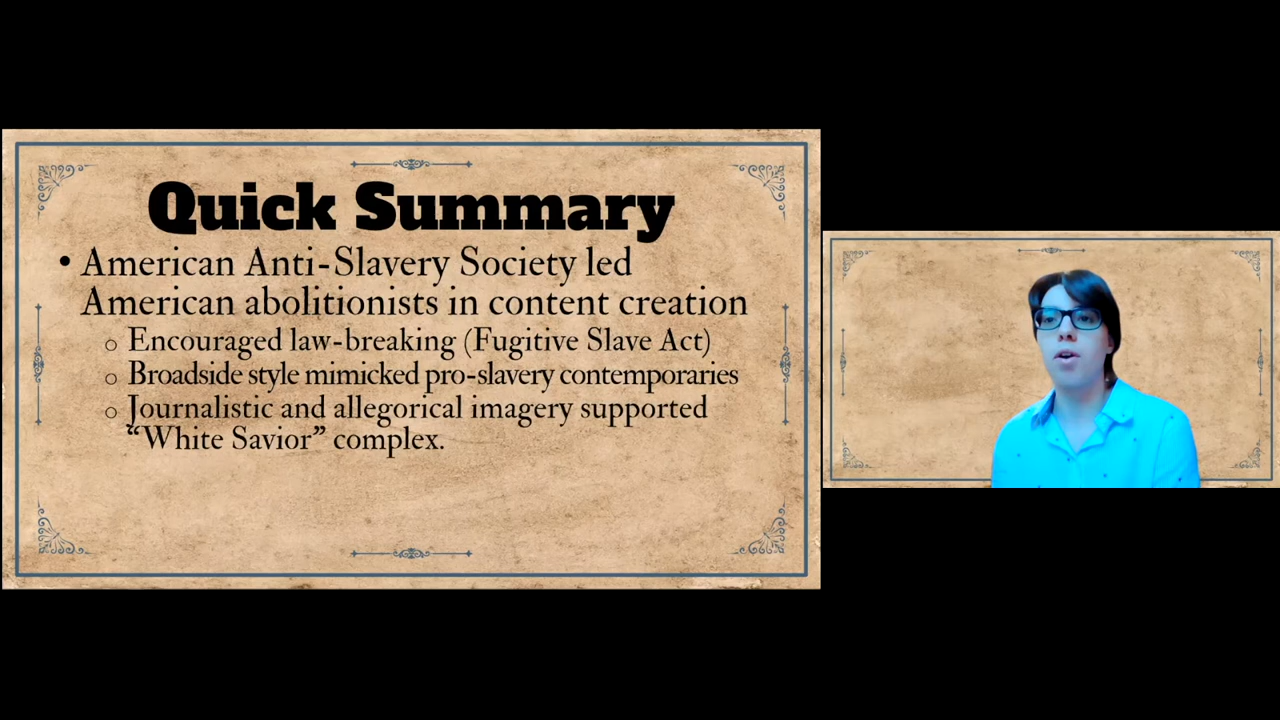 Quick Summary
• American Anti-Slavery Society led
American abolitionists in content creation
o Encouraged law-breaking (Fugitive Slave Act)
o Broadside style mimicked pro-slavery contemporaries
o Journalistic and allegorical imagery supported
“White Savior” complex.